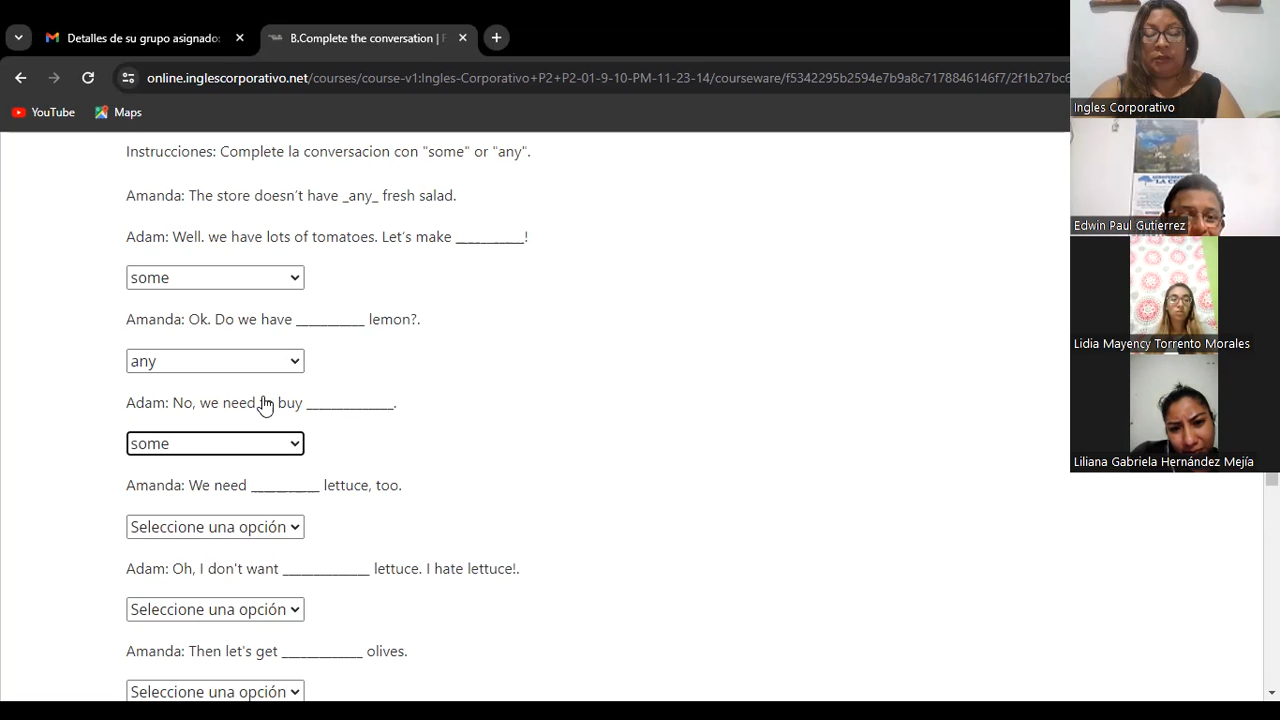 Detalles de su grupo asignado:
B.Complete the conversation |
online.inglescorporativo.net/courses/course-v1:Ingles-Corporativo+P2+P2-01-9-10-PM-11-23-14/courseware/f5342295b2594e7b9a8c7178846146f7/2f1b27bc6
YouTube
Maps
Instrucciones: Complete la conversacion con "some" or "any".
Amanda: The store doesn't have _any_ fresh salad.
Adam: Well. we have lots of tomatoes. Let's make ___________!
some
Amanda: Ok. Do we have ___________ lemon?.
any
Adam: No, we need to buy ______________.
some
Amanda: We need ___________ lettuce, too.
Seleccione una opción
Adam: Oh, I don't want ______________ lettuce. I hate lettuce!.
Seleccione una opción
Amanda: Then let's get _____________ olives.
Seleccione una opción
Ingles Corporativo
Edwin Paul Gutierrez
Lidia Mayency Torrento Morales
Liliana Gabriela Hernández Mejía